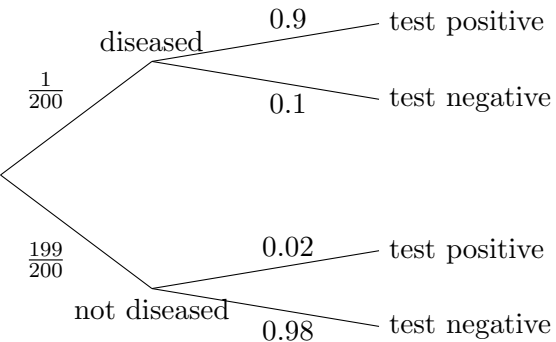 0.9
test positive
diseased
1/200
0.1
test negative
199/200
0.02
test positive
not diseased
0.98
test negative